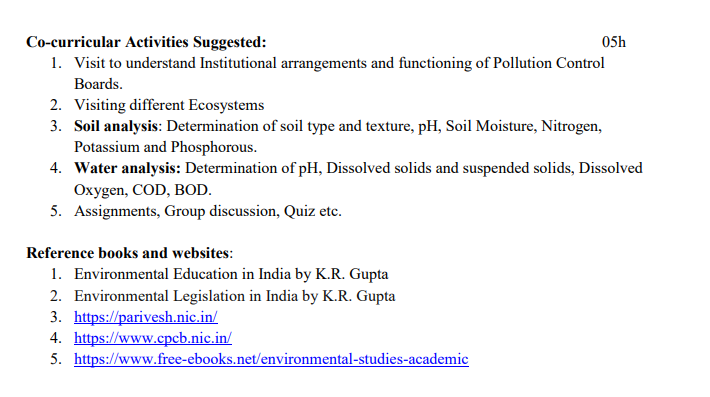 Co-curricular Activities Suggested: 05h
1. Visit to understand Institutional arrangements and functioning of Pollution Control
Boards.
2. Visiting different Ecosystems
3. Soil analysis: Determination of soil type and texture, pH, Soil Moisture, Nitrogen,
Potassium and Phosphorous.
4. Water analysis: Determination of pH, Dissolved solids and suspended solids, Dissolved
Oxygen, COD, BOD.
5. Assignments, Group discussion, Quiz etc.
Reference books and websites:
1. Environmental Education in India by K.R. Gupta
2. Environmental Legislation in India by K.R. Gupta
3. https://parivesh.nic.in/
4. https://www.cpcb.nic.in/
5. https://www.free-ebooks.net/environmental-studies-academic